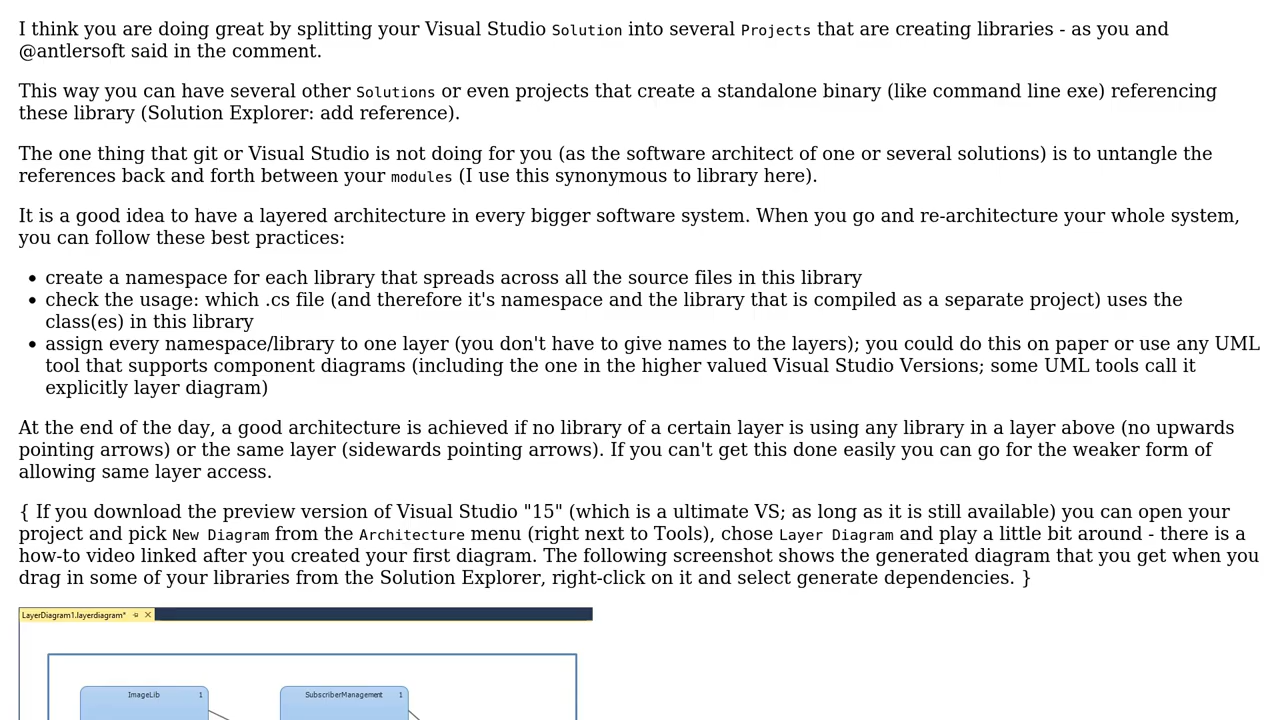 I think you are doing great by splitting your Visual Studio Solution into several Projects that are creating libraries - as you and
@antlersoft said in the comment.
This way you can have several other Solutions or even projects that create a standalone binary (like command line exe) referencing
these library (Solution Explorer: add reference).
The one thing that git or Visual Studio is not doing for you (as the software architect of one or several solutions) is to untangle the
references back and forth between your modules (I use this synonymous to library here).
It is a good idea to have a layered architecture in every bigger software system. When you go and re-architecture your whole system,
you can follow these best practices:
• create a namespace for each library that spreads across all the source files in this library
• check the usage: which .cs file (and therefore it's namespace and the library that is compiled as a separate project) uses the
class(es) in this library
• assign every namespace/library to one layer (you don't have to give names to the layers); you could do this on paper or use any UML
tool that supports component diagrams (including the one in the higher valued Visual Studio Versions; some UML tools call it
explicitly layer diagram)
At the end of the day, a good architecture is achieved if no library of a certain layer is using any library in a layer above (no upwards
pointing arrows) or the same layer (sidewards pointing arrows). If you can't get this done easily you can go for the weaker form of
allowing same layer access.
{ If you download the preview version of Visual Studio "15" (which is a ultimate VS; as long as it is still available) you can open your
project and pick New Diagram from the Architecture menu (right next to Tools), chose Layer Diagram and play a little bit around - there is a
how-to video linked after you created your first diagram. The following screenshot shows the generated diagram that you get when you
drag in some of your libraries from the Solution Explorer, right-click on it and select generate dependencies. }
LayerDiagram1.layerdiagram*
ImageLib 1
SubscriberManagement 1